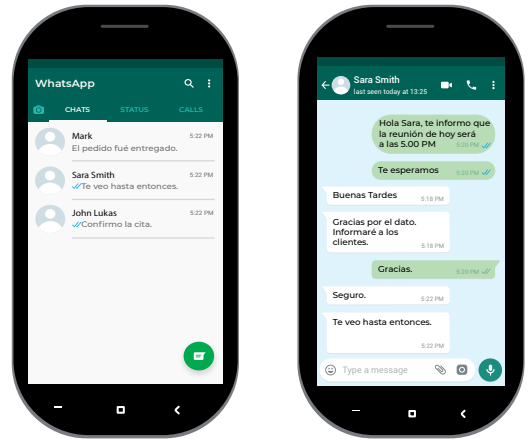 WhatsApp
CHATS STATUS CALLS
Mark 5:22 PM
El pedido fué entregado.
Sara Smith 5:22 PM
Te veo hasta entonces.
John Lukas 5:22 PM
Confirmo la cita.
Sara Smith
last seen today at 13:25
Hola Sara, te informo que
la reunión de hoy será
a las 5.00 PM 5:20 PM
Te esperamos 5:20 PM
Buenas Tardes 5:18 PM
Gracias por el dato.
Informaré a los
clientes. 5:18 PM
Gracias. 5:20 PM
Seguro. 5:22 PM
Te veo hasta entonces.
5:22 PM
Type a message